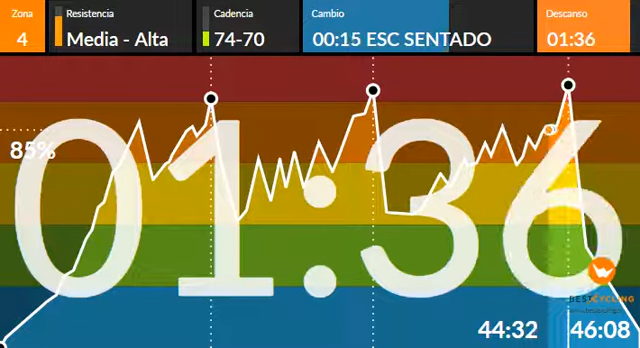 Zona
4
Resistencia
Media - Alta
Cadencia
74-70
Cambio
00:15 ESC SENTADO
Descanso
01:36
85%
01:36
BESTCYCLING
44:32
46:08